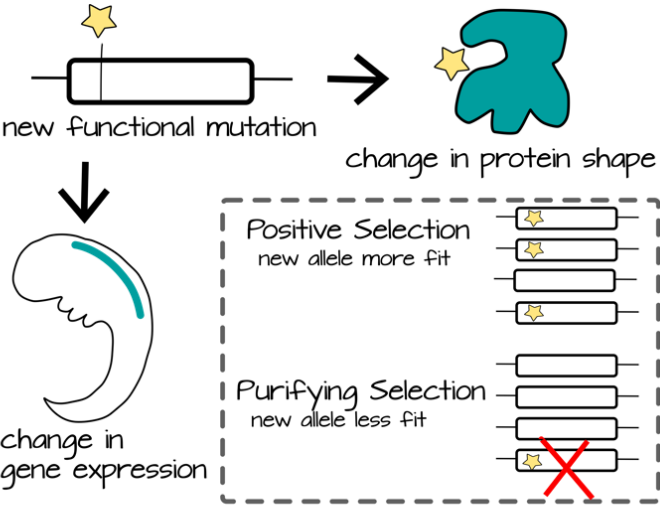 new functional mutation
change in protein shape
Positive Selection
new allele more fit
Purifying Selection
new allele less fit
change in
gene expression